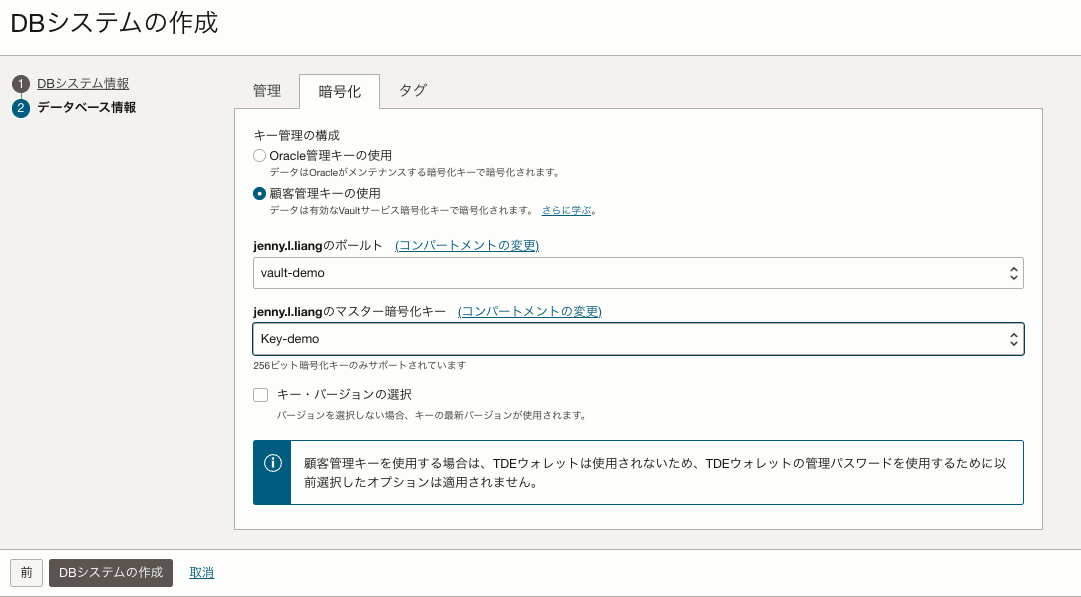 DBシステムの作成
1 DBシステム情報
2 データベース情報
管理 暗号化 タグ
キー管理の構成
Oracle管理キーの使用
データはOracleがメンテナンスする暗号化キーで暗号化されます。
顧客管理キーの使用
データは有効なVaultサービス暗号化キーで暗号化されます。 さらに学ぶ。
jenny.l.liangのボールト (コンパートメントの変更)
vault-demo
jenny.l.liangのマスター暗号化キー (コンパートメントの変更)
Key-demo
256ビット暗号化キーのみサポートされています
キー・バージョンの選択
バージョンを選択しない場合、キーの最新バージョンが使用されます。
顧客管理キーを使用する場合は、TDEウォレットは使用されないため、TDEウォレットの管理パスワードを使用するために以
前選択したオプションは適用されません。
前 DBシステムの作成 取消